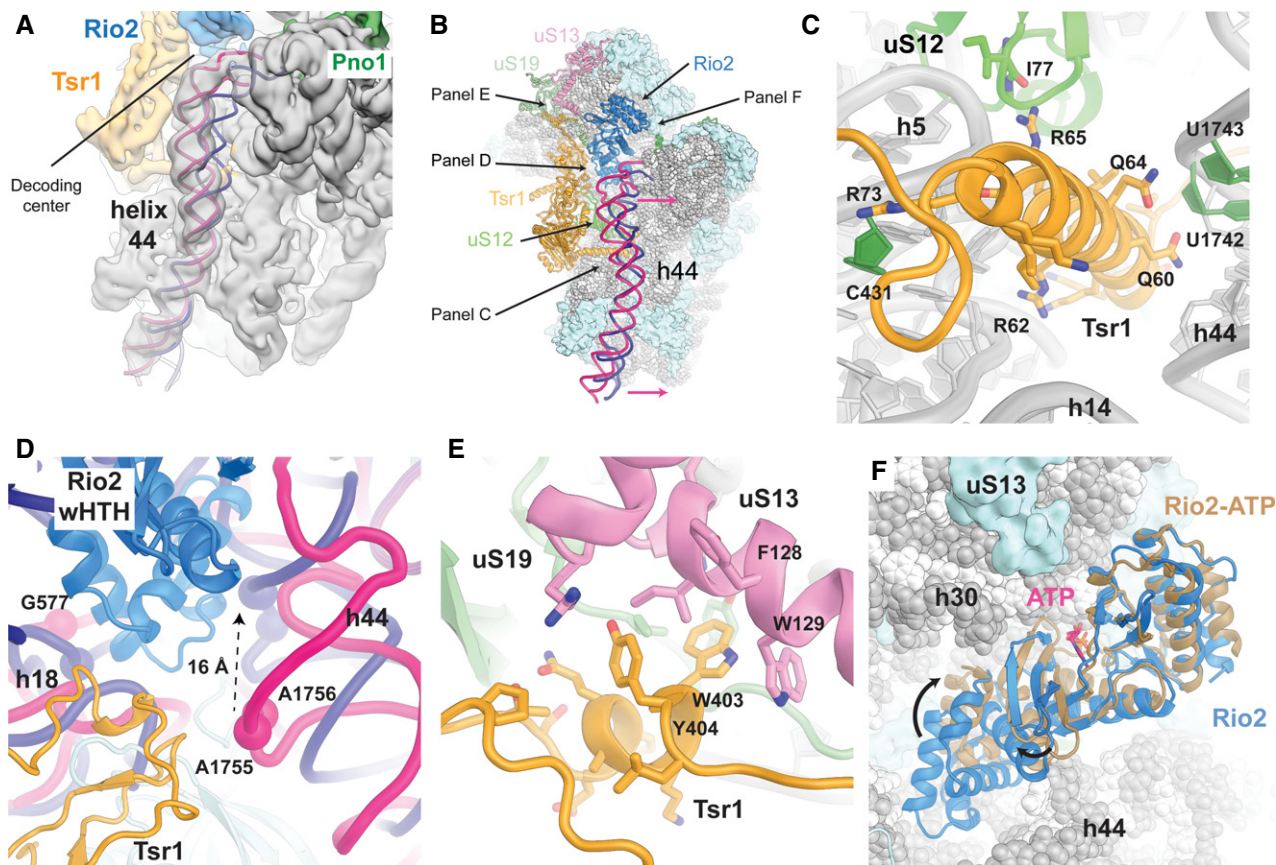 A
Rio2
Pno1
Tsr1
Decoding
center
helix
44
B
uS13
uS19
Rio2
Panel E
Panel F
Panel D
Tsr1
uS12
h44
Panel C
C
uS12
I77
h5
R65
U1743
Q64
R73
U1742
C431
Q60
R62
Tsr1
h44
h14
D
Rio2
wHTH
G577
h44
16 Å
h18
A1756
A1755
Tsr1
E
uS13
uS19
F128
W129
W403
Y404
Tsr1
F
uS13
Rio2-ATP
h30
ATP
Rio2
h44